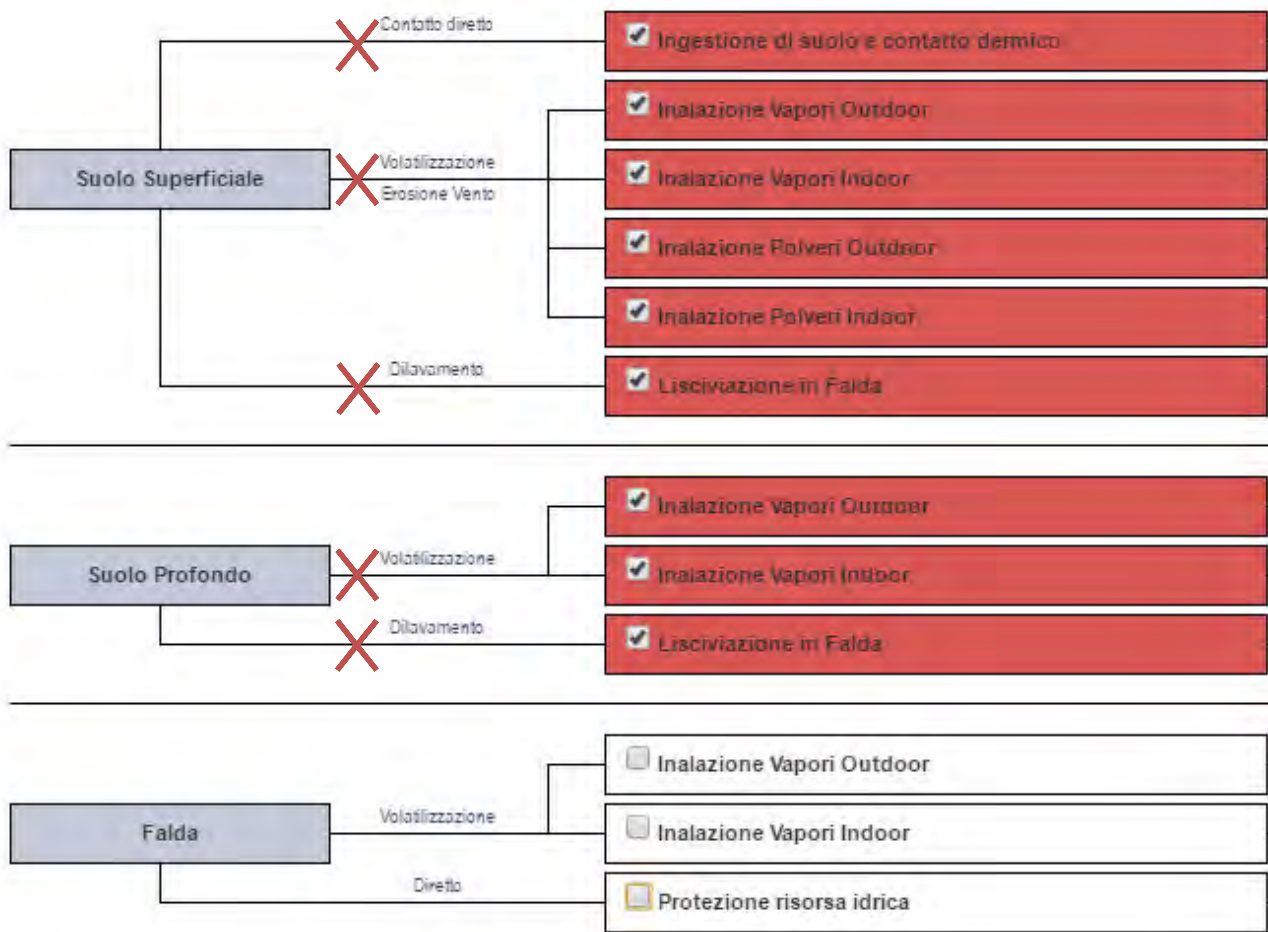 Contatto diretto
Ingestione di suolo e contatto dermico
Inalazione Vapori Outdoor
Suolo Superficiale
Volatilizzazione
Erosione Vento
Inalazione Vapori Indoor
Inalazione Polveri Outdoor
Inalazione Polveri Indoor
Dilavamento
Lisciviazione in Falda
Inalazione Vapori Outdoor
Suolo Profondo
Volatilizzazione
Inalazione Vapori Indoor
Dilavamento
Lisciviazione in Falda
Inalazione Vapori Outdoor
Falda
Volatilizzazione
Inalazione Vapori Indoor
Diretto
Protezione risorsa idrica